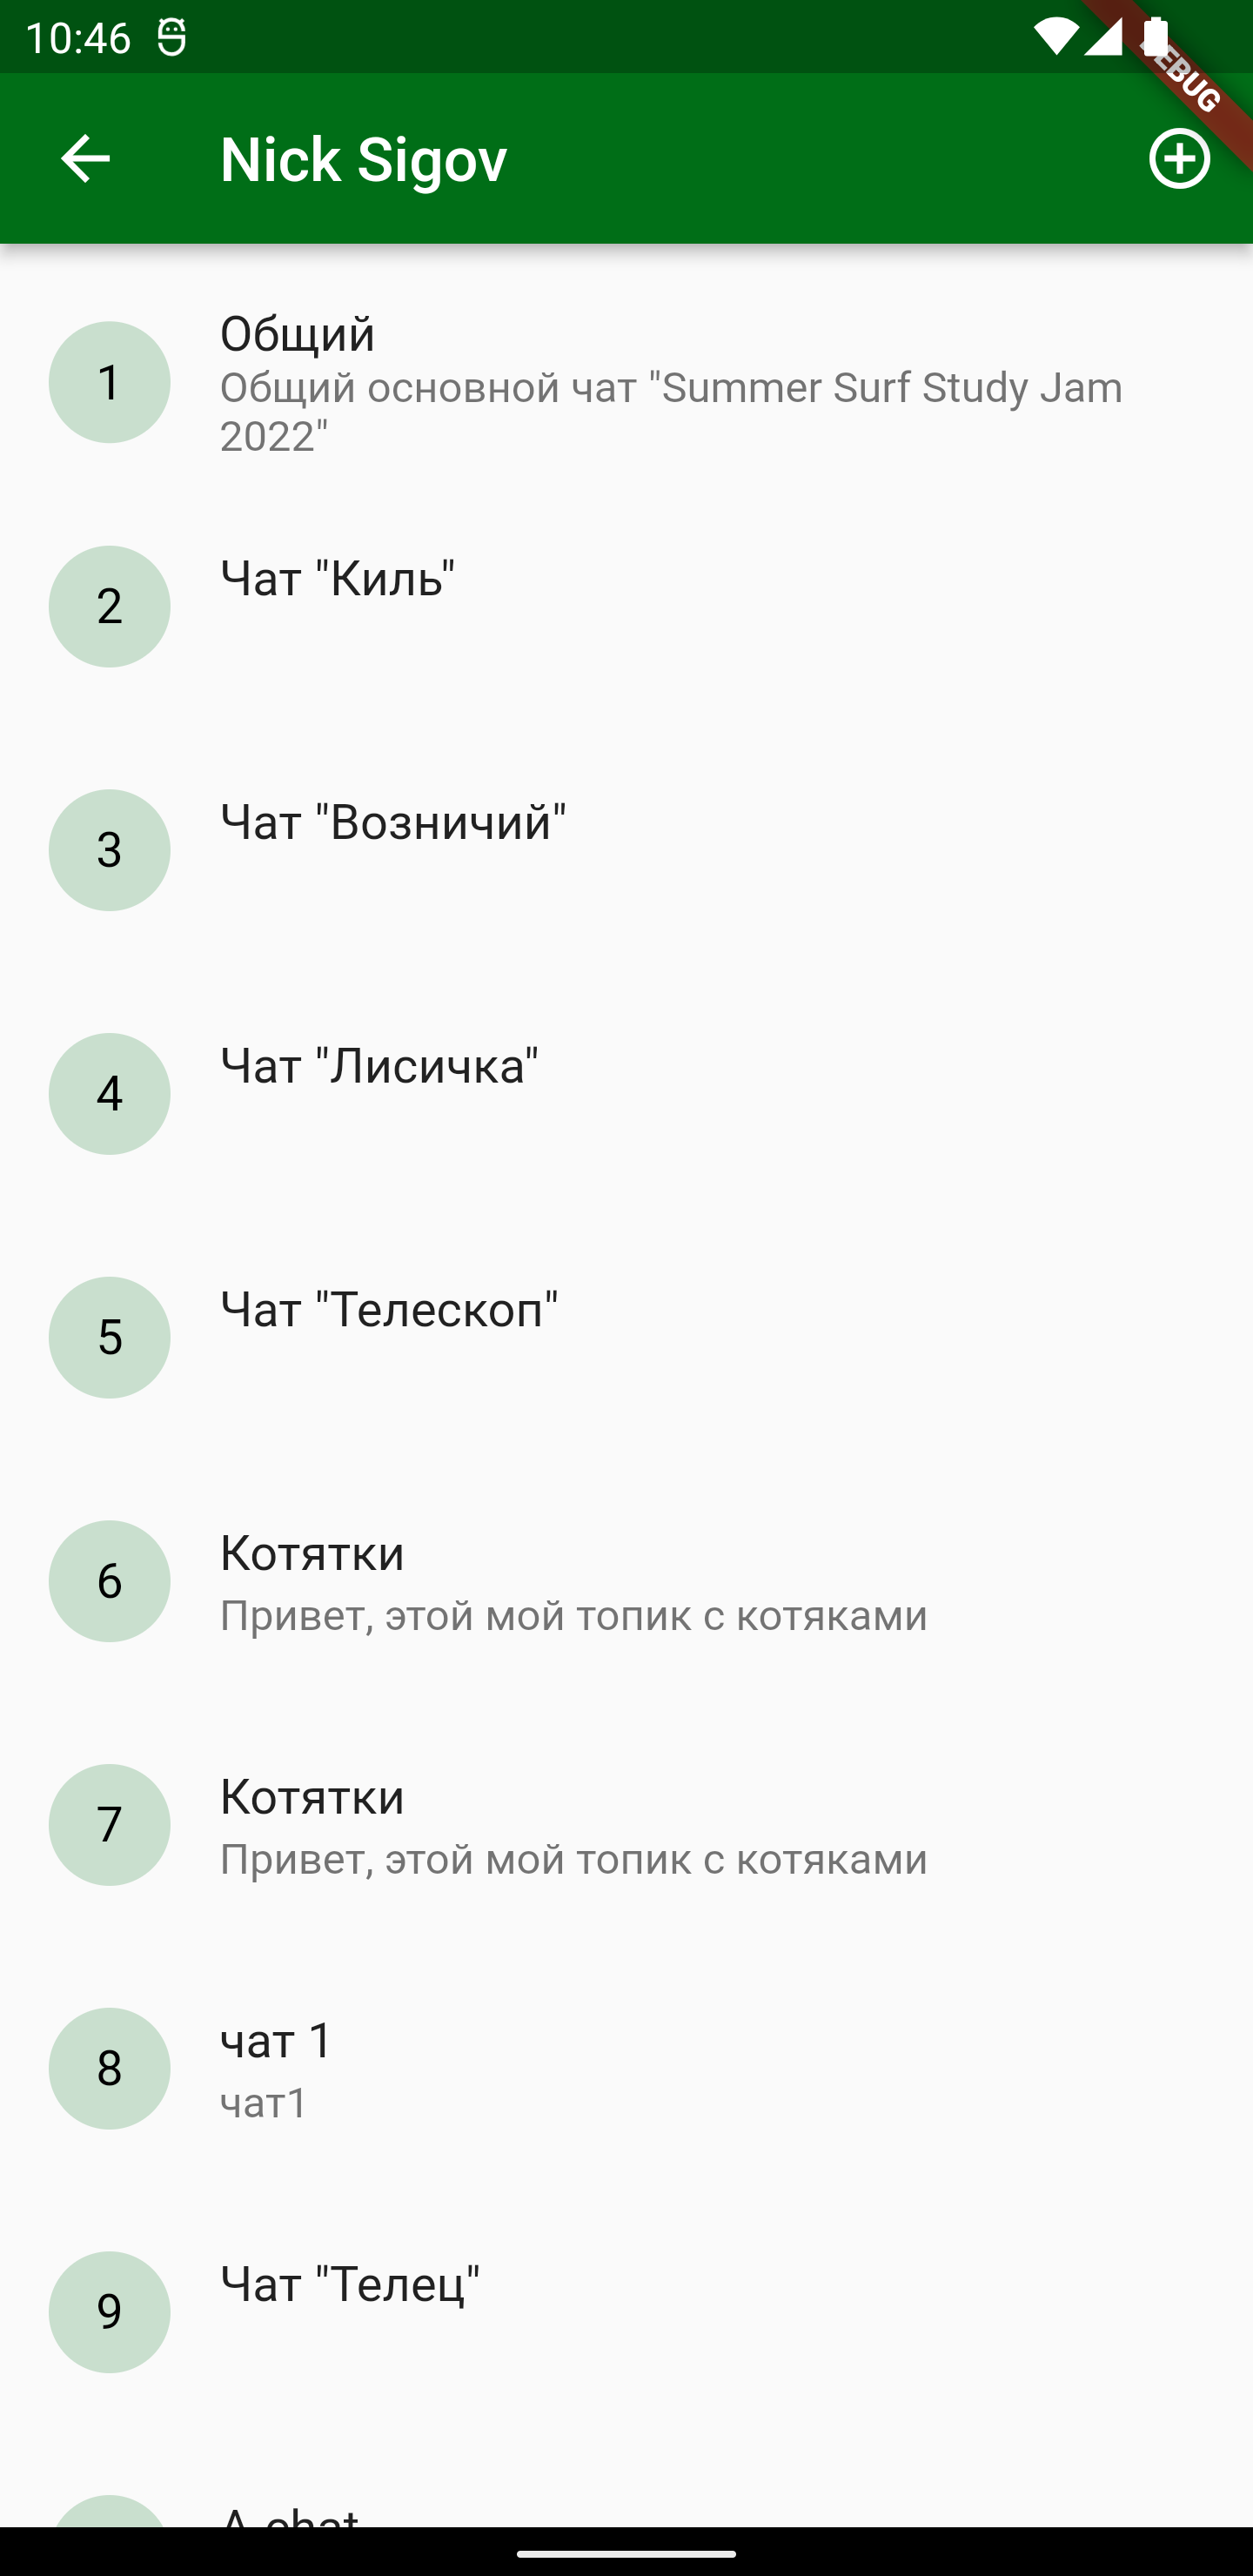 10:46
DEBUG
Nick Sigov
1
Общий
Общий основной чат "Summer Surf Study Jam
2022"
2
Чат "Киль"
3
Чат "Возничий"
4
Чат "Лисичка"
5
Чат "Телескоп"
6
Котятки
Привет, этой мой топик с котяками
7
Котятки
Привет, этой мой топик с котяками
8
чат 1
чат1
9
Чат "Телец"
A chat